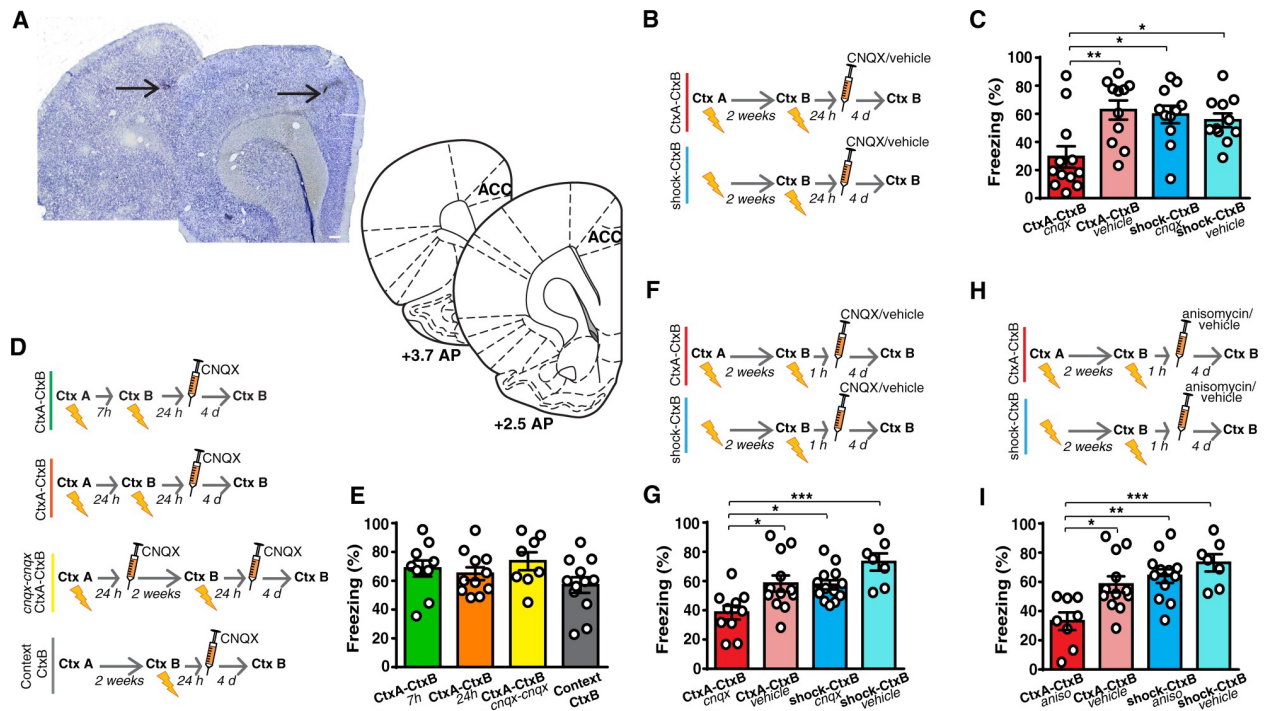 A
ACC
ACC
+3.7 AP
+2.5 AP
B
CtxA-CtxB
Ctx A
2 weeks
Ctx B
24 h
CNQX/vehicle
4 d
Ctx B
shock-CtxB
2 weeks
Ctx B
24 h
CNQX/vehicle
4 d
Ctx B
C
Freezing (%)
100
80
60
40
20
0
*
*
**
CtxA-CtxB
cnqx
CtxA-CtxB
vehicle
shock-CtxB
cnqx
shock-CtxB
vehicle
D
CtxA-CtxB
Ctx A
7h
Ctx B
24 h
CNQX
4 d
Ctx B
CtxA-CtxB
Ctx A
24 h
Ctx B
24 h
CNQX
4 d
Ctx B
cnqx-cnqx
CtxA-CtxB
Ctx A
24 h
CNQX
2 weeks
Ctx B
24 h
CNQX
4 d
Ctx B
Context
CtxB
Ctx A
2 weeks
Ctx B
24h
CNQX
4 d
Ctx B
E
Freezing (%)
100
80
60
40
20
0
CtxA-CtxB
7h
CtxA-CtxB
24h
CtxA-CtxB
cnqx-cnqx
Context
CtxB
F
CtxA-CtxB
Ctx A
2 weeks
Ctx B
1 h
CNQX/vehicle
4 d
Ctx B
shock-CtxB
2 weeks
Ctx B
1 h
CNQX/vehicle
4 d
Ctx B
G
Freezing (%)
100
80
60
40
20
0
***
*
*
CtxA-CtxB
cnqx
CtxA-CtxB
vehicle
shock-CtxB
cnqx
shock-CtxB
vehicle
H
CtxA-CtxB
Ctx A
2 weeks
Ctx B
1 h
anisomycin/
vehicle
4 d
Ctx B
shock-CtxB
2 weeks
Ctx B
1 h
anisomycin/
vehicle
4 d
Ctx B
I
Freezing (%)
100
80
60
40
20
0
***
**
*
CtxA-CtxB
aniso
CtxA-CtxB
vehicle
shock-CtxB
aniso
shock-CtxB
vehicle